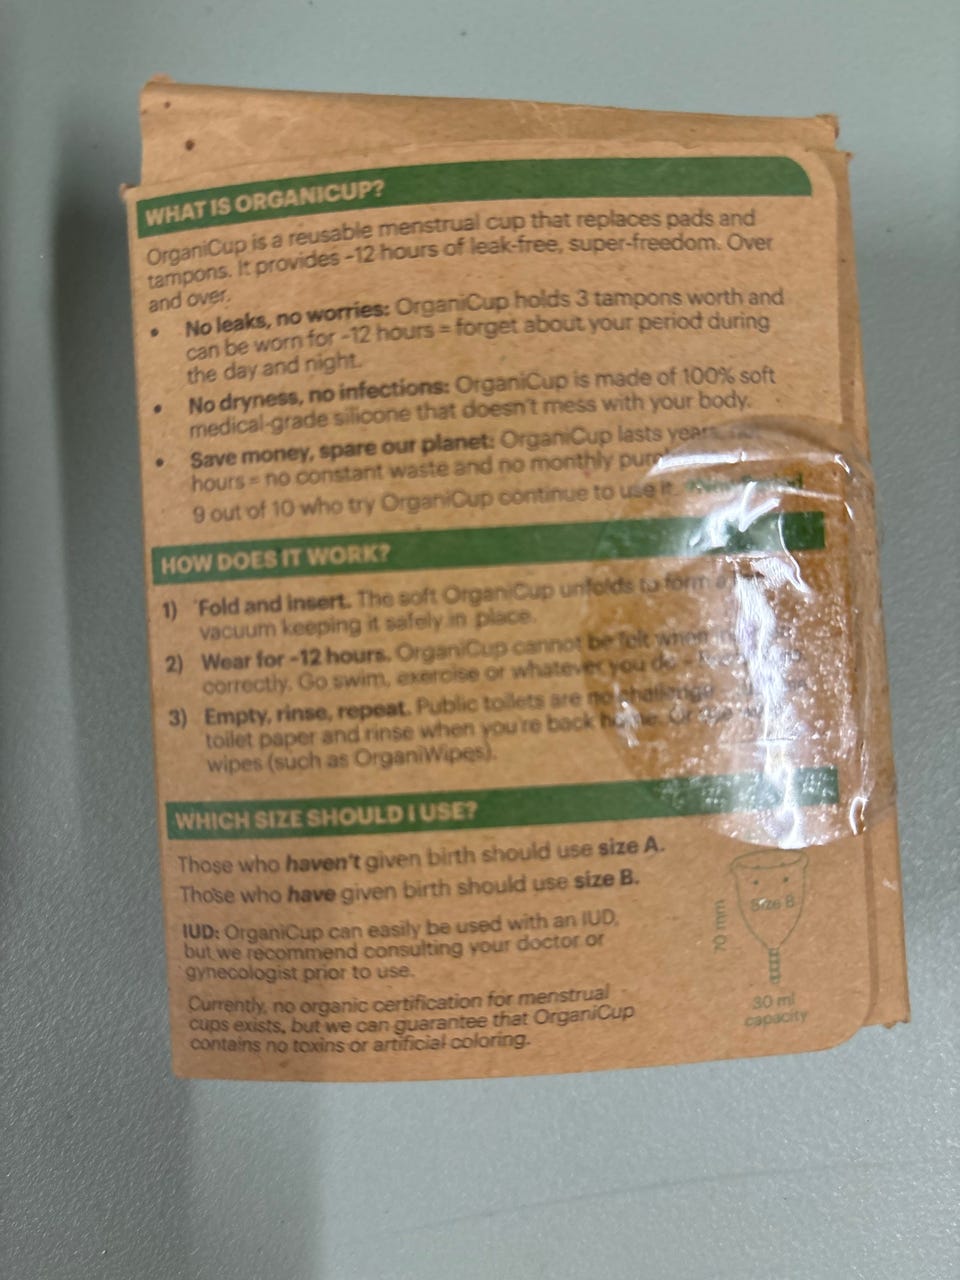 WHAT IS ORGANICUP?
OrganiCup is a reusable menstrual cup that replaces pads and
tampons. It provides ~12 hours of leak-free, super-freedom. Over
and over.
• No leaks, no worries: OrganiCup holds 3 tampons worth and
can be worn for ~12 hours = forget about your period during
the day and night.
• No dryness, no infections: OrganiCup is made of 100% soft
medical-grade silicone that doesn't mess with your body.
• Save money, spare our planet: OrganiCup lasts years,
hours = no constant waste and no monthly
9 out of 10 who try OrganiCup continue to use it.
HOW DOES IT WORK?
1) Fold and insert. The soft OrganiCup unfolds to form a
vacuum keeping it safely in place.
2) Wear for ~12 hours. OrganiCup cannot be felt when
correctly. Go swim, exercise or whatever you do -
3) Empty, rinse, repeat. Public toilets are no challenge
toilet paper and rinse when you're back home. Or
wipes (such as OrganiWipes).
WHICH SIZE SHOULD I USE?
Those who haven't given birth should use size A.
Those who have given birth should use size B.
IUD: OrganiCup can easily be used with an IUD,
but we recommend consulting your doctor or
gynecologist prior to use.
Currently, no organic certification for menstrual
cups exists, but we can guarantee that OrganiCup
contains no toxins or artificial coloring.
Size B
70 mm
30 ml
capacity